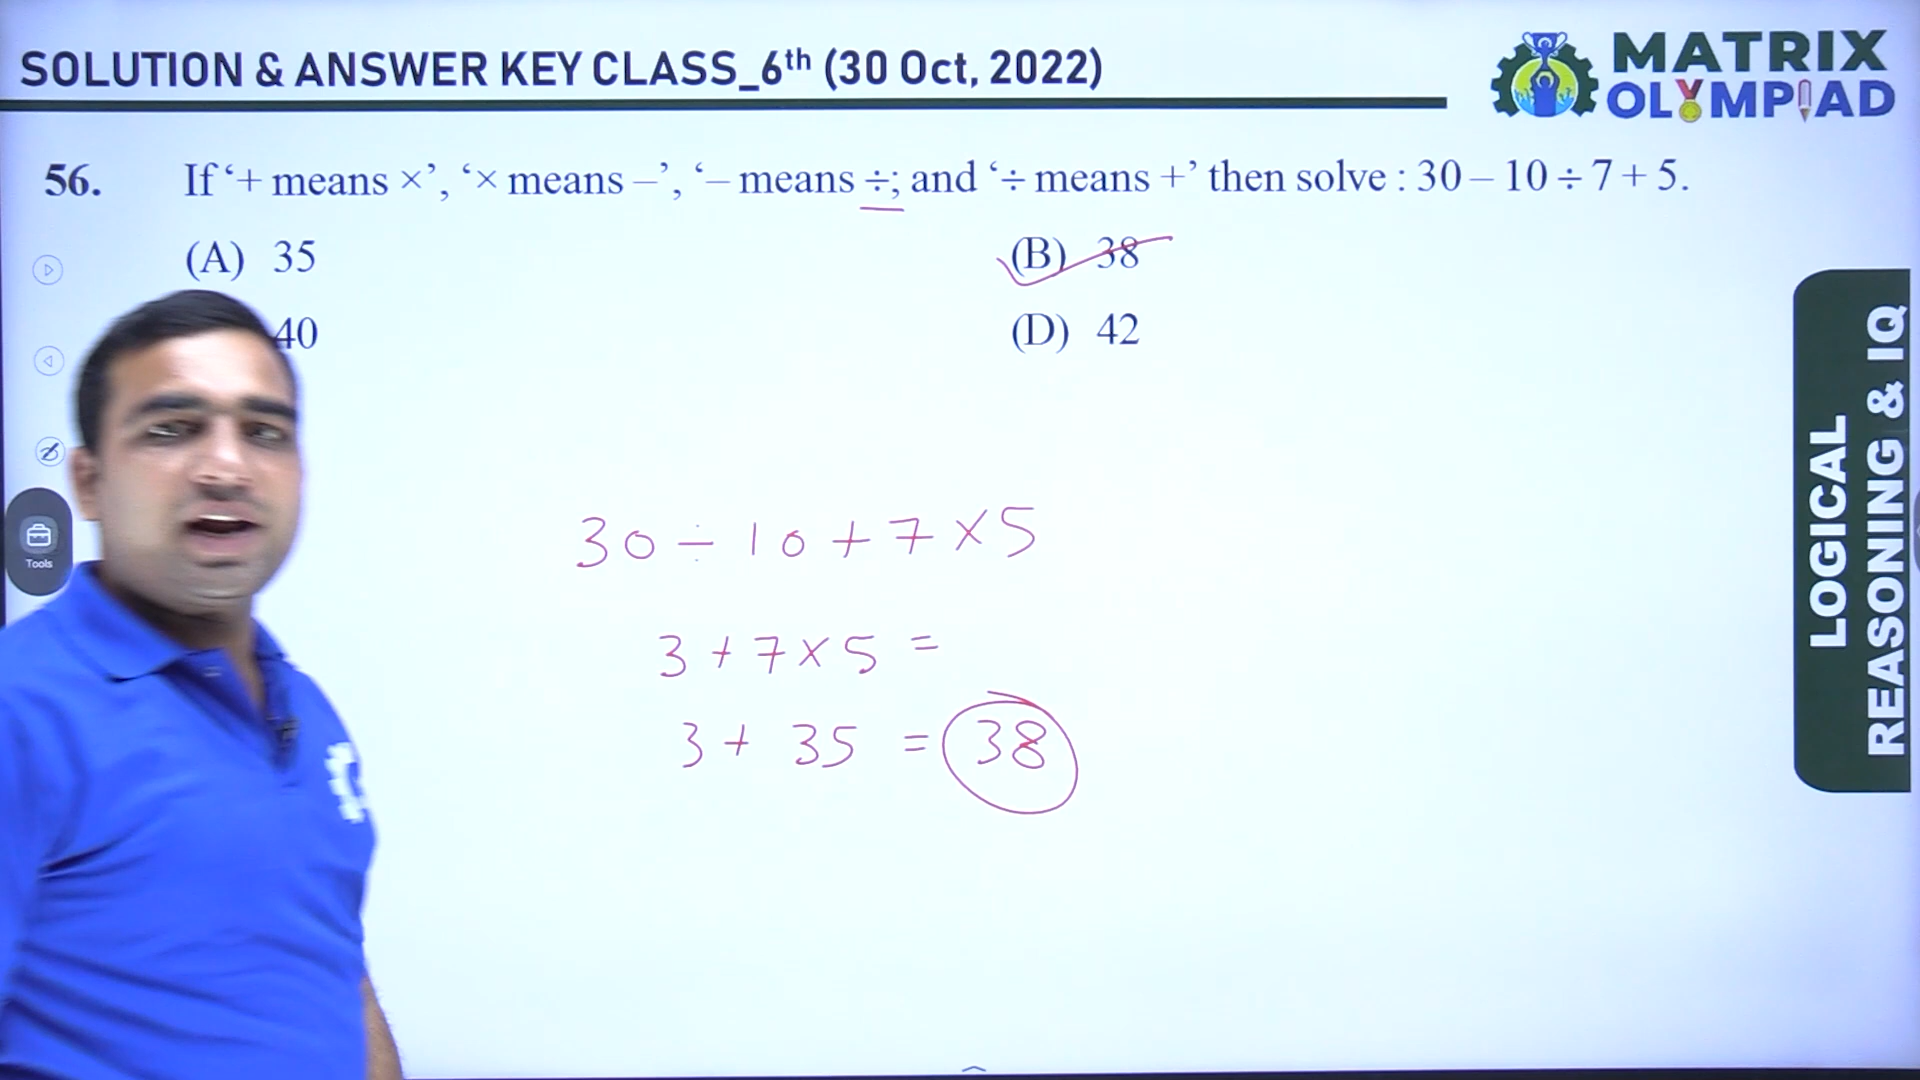 SOLUTION & ANSWER KEY CLASS_6th (30 Oct, 2022)
MATRIX
OLYMPIAD
56. If ‘+ means ×’, ‘× means –’, ‘– means ÷; and ‘÷ means +’ then solve : 30 – 10 ÷ 7 + 5.
(A) 35 (B) 38
40 (D) 42
30 ÷ 10 + 7 × 5
3 + 7 × 5 =
3 + 35 = 38
Tools
LOGICAL
REASONING & IQ